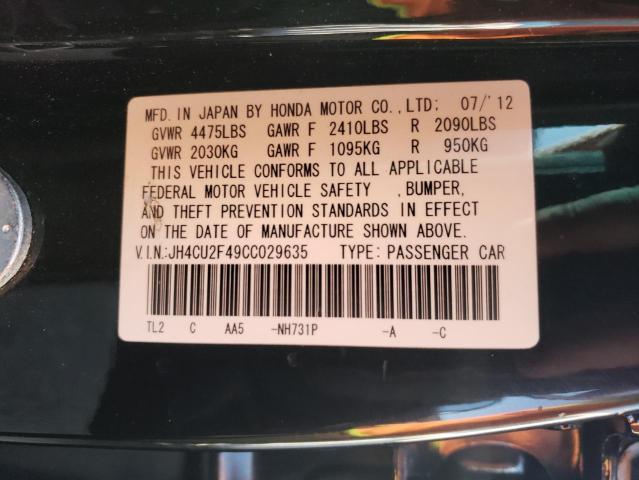 MFD. IN JAPAN BY HONDA MOTOR CO., LTD: 07/'12
GVWR 4475LBS GAWR F 2410LBS R 2090LBS
GVWR 2030KG GAWR F 1095KG R 950KG
THIS VEHICLE CONFORMS TO ALL APPLICABLE
FEDERAL MOTOR VEHICLE SAFETY , BUMPER,
AND THEFT PREVENTION STANDARDS IN EFFECT
ON THE DATE OF MANUFACTURE SHOWN ABOVE.
V.I.N.:JH4CU2F49CC029635 TYPE: PASSENGER CAR
TL2 C AA5 -NH731P -A -C